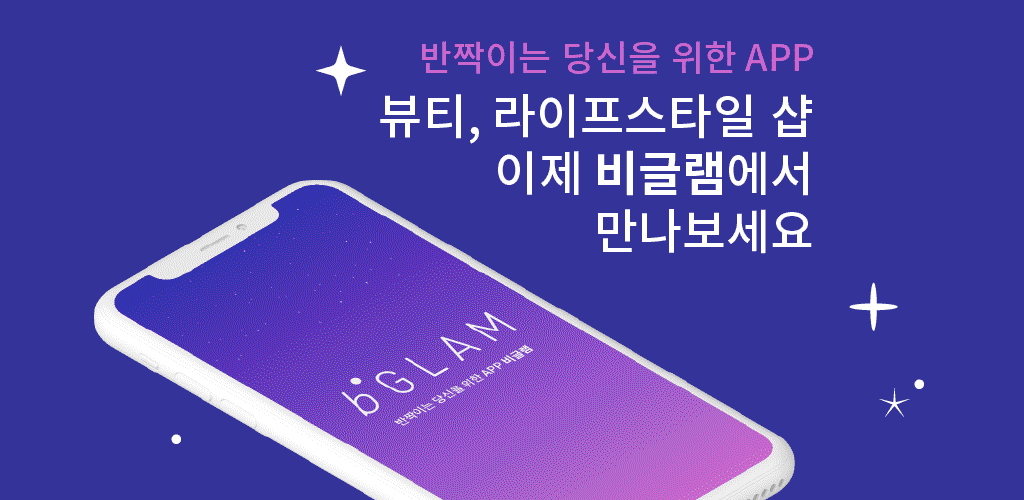 반짝이는 당신을 위한 APP
뷰티, 라이프스타일 샵
이제 비글램에서
만나보세요
bGLAM
반짝이는 당신을 위한 APP 비글램